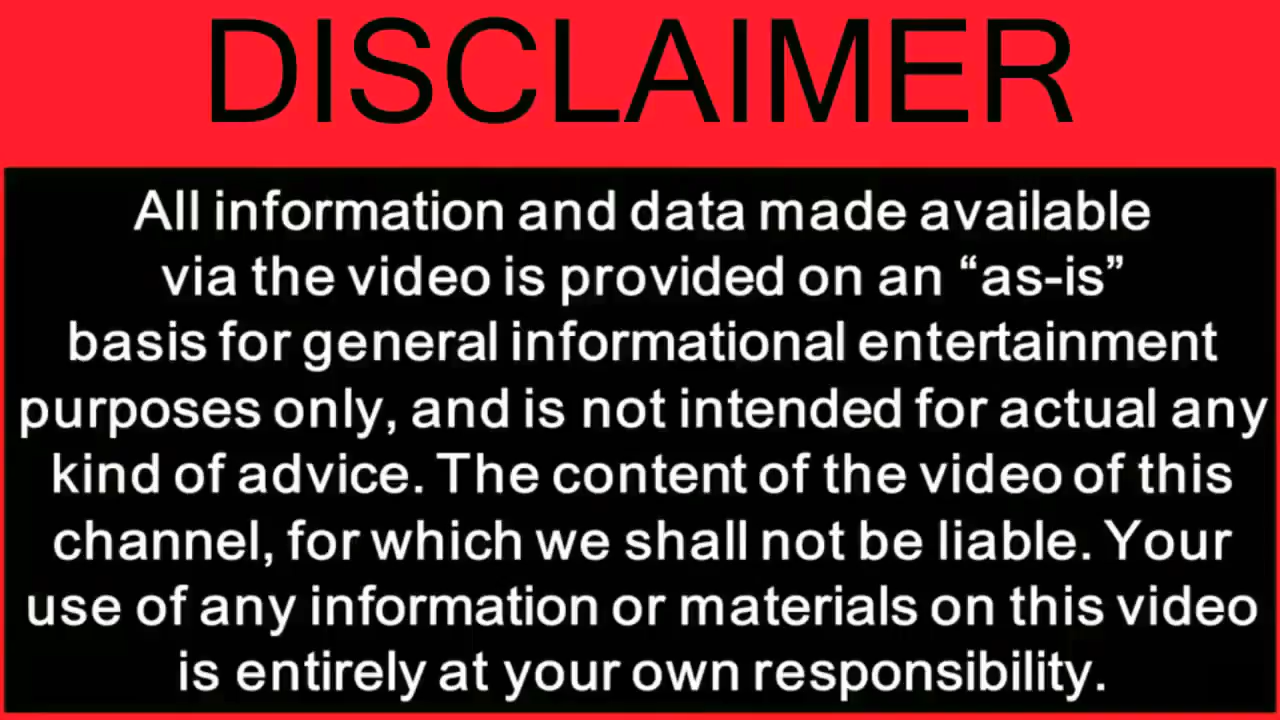 DISCLAIMER
All information and data made available
via the video is provided on an “as-is”
basis for general informational entertainment
purposes only, and is not intended for actual any
kind of advice. The content of the video of this
channel, for which we shall not be liable. Your
use of any information or materials on this video
is entirely at your own responsibility.